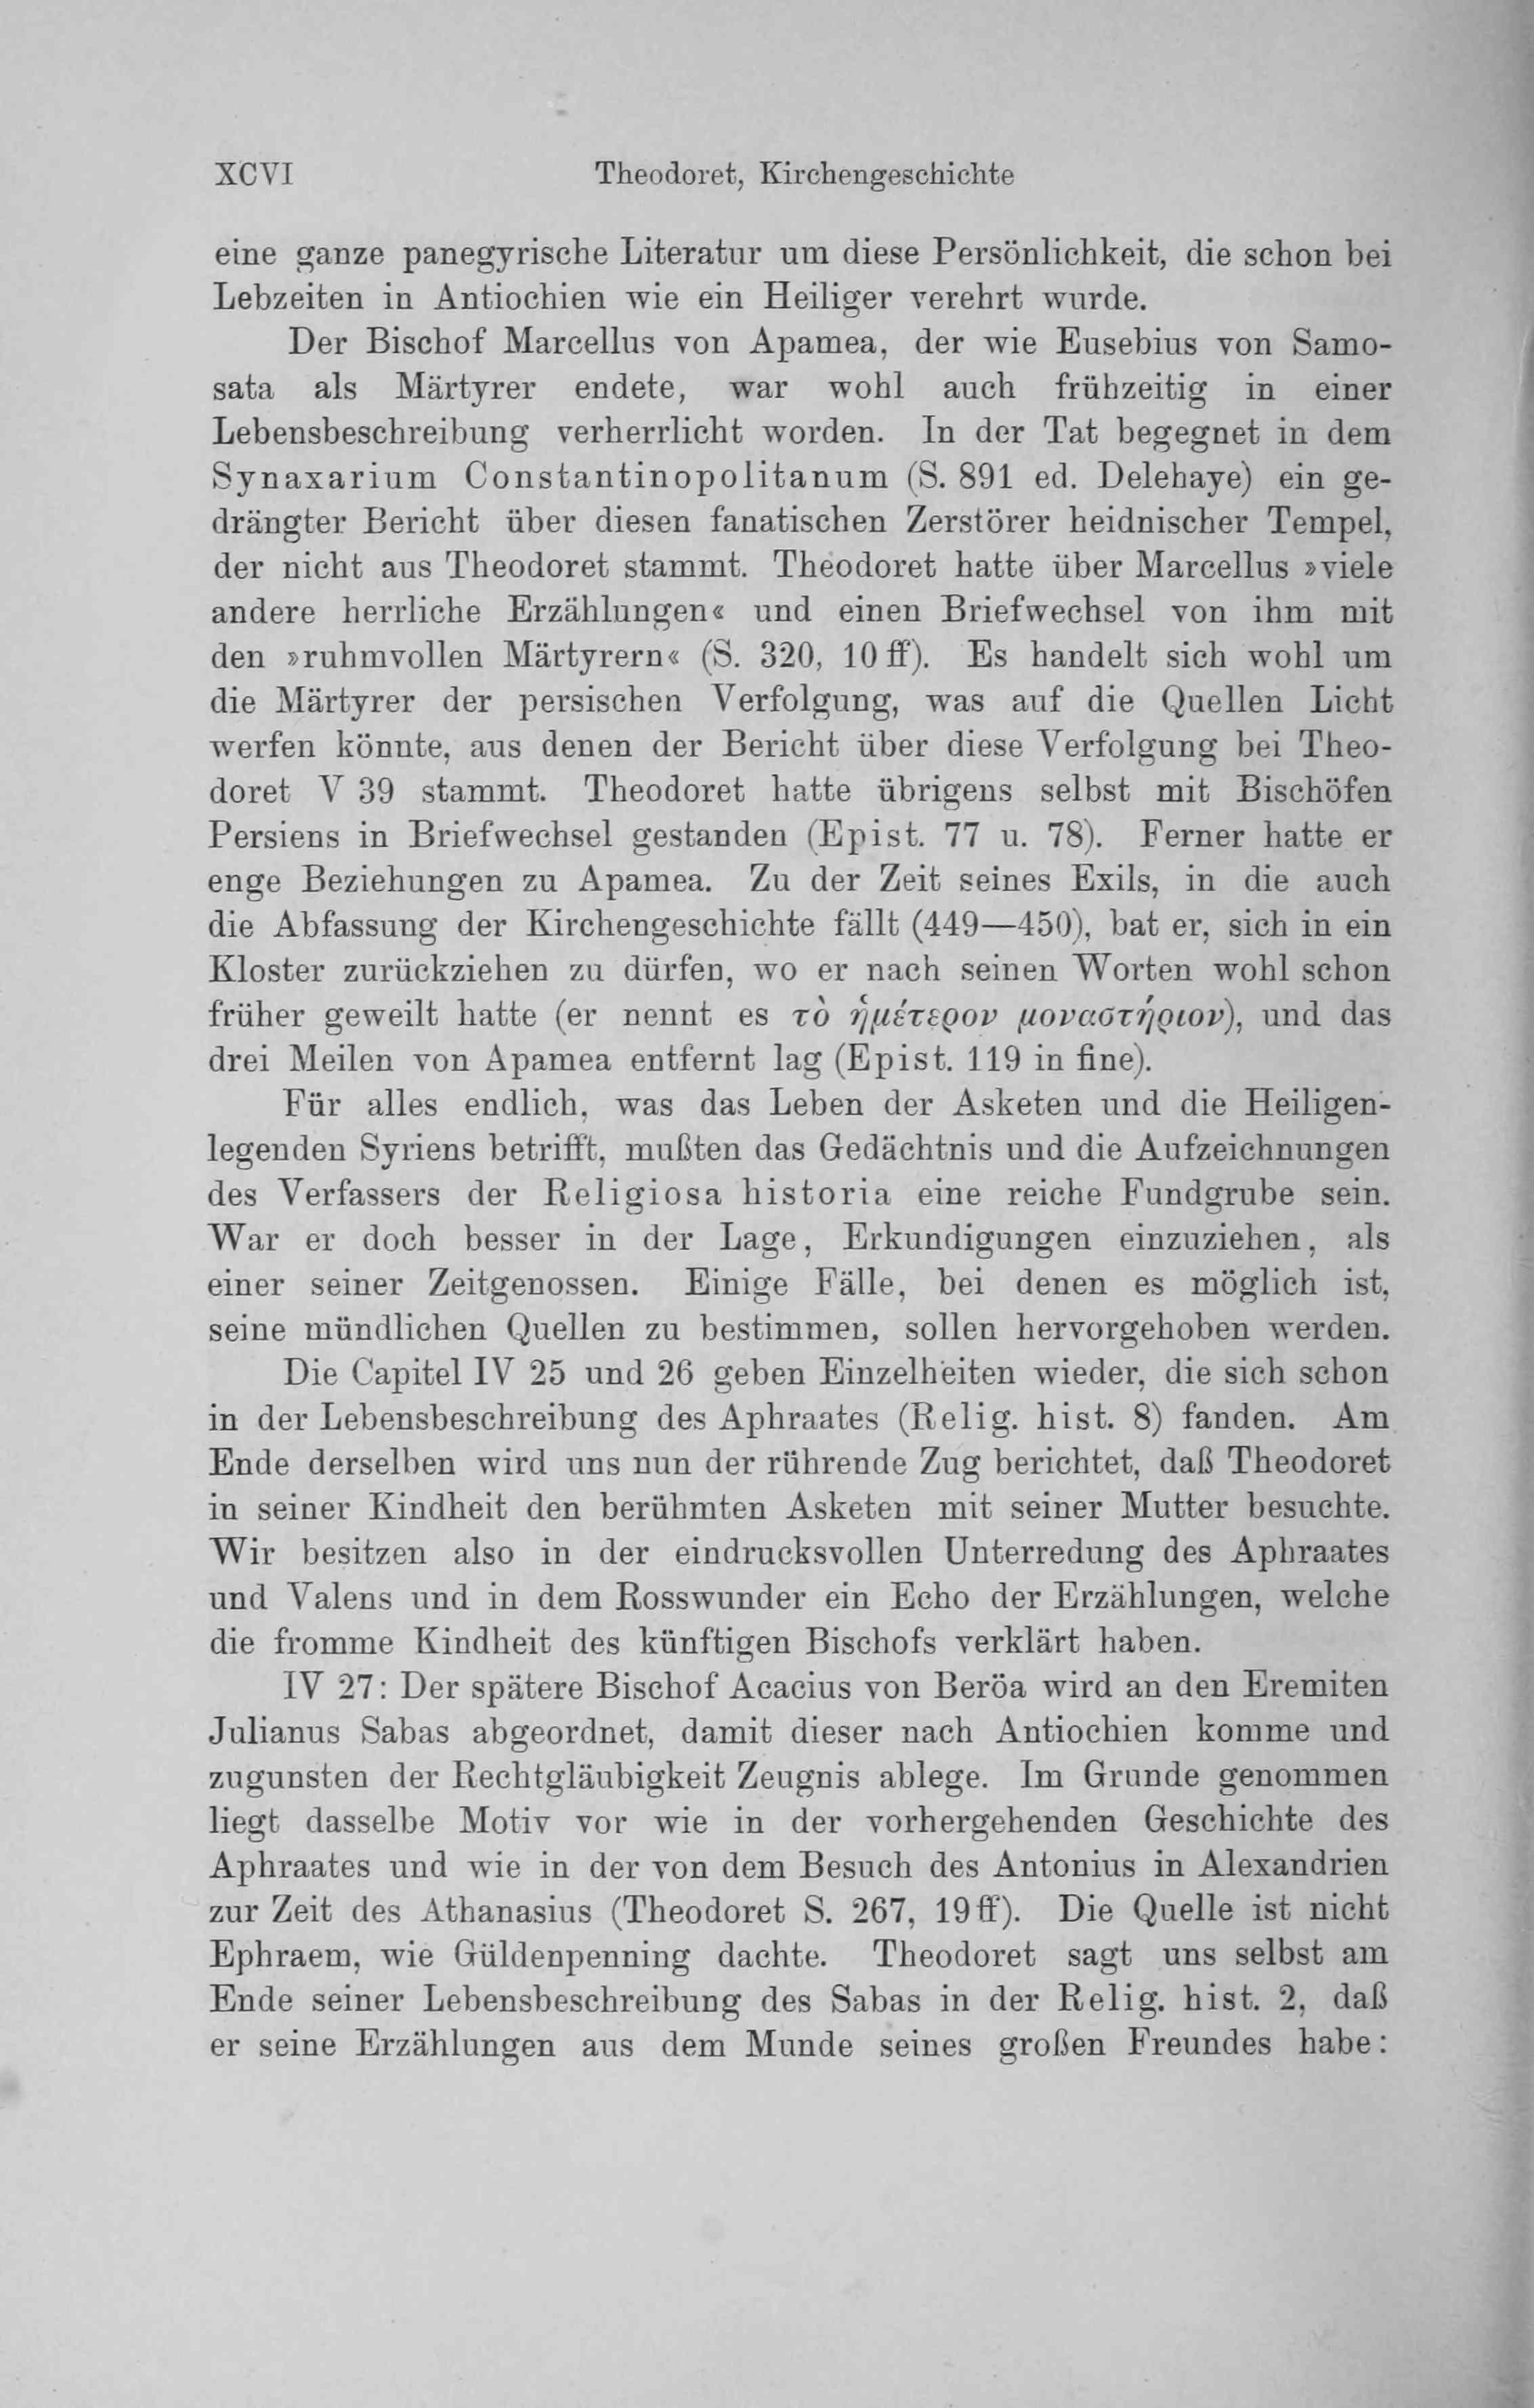 XCVI Theodoret, Kirchengeschichte
eine ganze panegyrische Literatur um diese Persönlichkeit, die schon bei
Lebzeiten in Antiochien wie ein Heiliger verehrt wurde.
Der Bischof Marcellus von Apamea, der wie Eusebius von Samo-
sata als Märtyrer endete, war wohl auch frühzeitig in einer
Lebensbeschreibung verherrlicht worden. In der Tat begegnet in dem
Synaxarium Constantinopolitanum (S. 891 ed. Delehaye) ein ge-
drängter Bericht über diesen fanatischen Zerstörer heidnischer Tempel,
der nicht aus Theodoret stammt. Theodoret hatte über Marcellus »viele
andere herrliche Erzählungen« und einen Briefwechsel von ihm mit
den »ruhmvollen Märtyrern« (S. 320, 10 ff). Es handelt sich wohl um
die Märtyrer der persischen Verfolgung, was auf die Quellen Licht
werfen könnte, aus denen der Bericht über diese Verfolgung bei Theo-
doret V 39 stammt. Theodoret hatte übrigens selbst mit Bischöfen
Persiens in Briefwechsel gestanden (Epist. 77 u. 78). Ferner hatte er
enge Beziehungen zu Apamea. Zu der Zeit seines Exils, in die auch
die Abfassung der Kirchengeschichte fällt (449—450), bat er, sich in ein
Kloster zurückziehen zu dürfen, wo er nach seinen Worten wohl schon
früher geweilt hatte (er nennt es τὸ ἡμέτερον μοναστήριον), und das
drei Meilen von Apamea entfernt lag (Epist. 119 in fine).
Für alles endlich, was das Leben der Asketen und die Heiligen-
legenden Syriens betrifft, mußten das Gedächtnis und die Aufzeichnungen
des Verfassers der Religiosa historia eine reiche Fundgrube sein.
War er doch besser in der Lage, Erkundigungen einzuziehen, als
einer seiner Zeitgenossen. Einige Fälle, bei denen es möglich ist,
seine mündlichen Quellen zu bestimmen, sollen hervorgehoben werden.
Die Capitel IV 25 und 26 geben Einzelheiten wieder, die sich schon
in der Lebensbeschreibung des Aphraates (Relig. hist. 8) fanden. Am
Ende derselben wird uns nun der rührende Zug berichtet, daß Theodoret
in seiner Kindheit den berühmten Asketen mit seiner Mutter besuchte.
Wir besitzen also in der eindrucksvollen Unterredung des Aphraates
und Valens und in dem Rosswunder ein Echo der Erzählungen, welche
die fromme Kindheit des künftigen Bischofs verklärt haben.
IV 27: Der spätere Bischof Acacius von Beröa wird an den Eremiten
Julianus Sabas abgeordnet, damit dieser nach Antiochien komme und
zugunsten der Rechtgläubigkeit Zeugnis ablege. Im Grunde genommen
liegt dasselbe Motiv vor wie in der vorhergehenden Geschichte des
Aphraates und wie in der von dem Besuch des Antonius in Alexandrien
zur Zeit des Athanasius (Theodoret S. 267, 19 ff). Die Quelle ist nicht
Ephraem, wie Güldenpenning dachte. Theodoret sagt uns selbst am
Ende seiner Lebensbeschreibung des Sabas in der Relig. hist. 2, daß
er seine Erzählungen aus dem Munde seines großen Freundes habe: